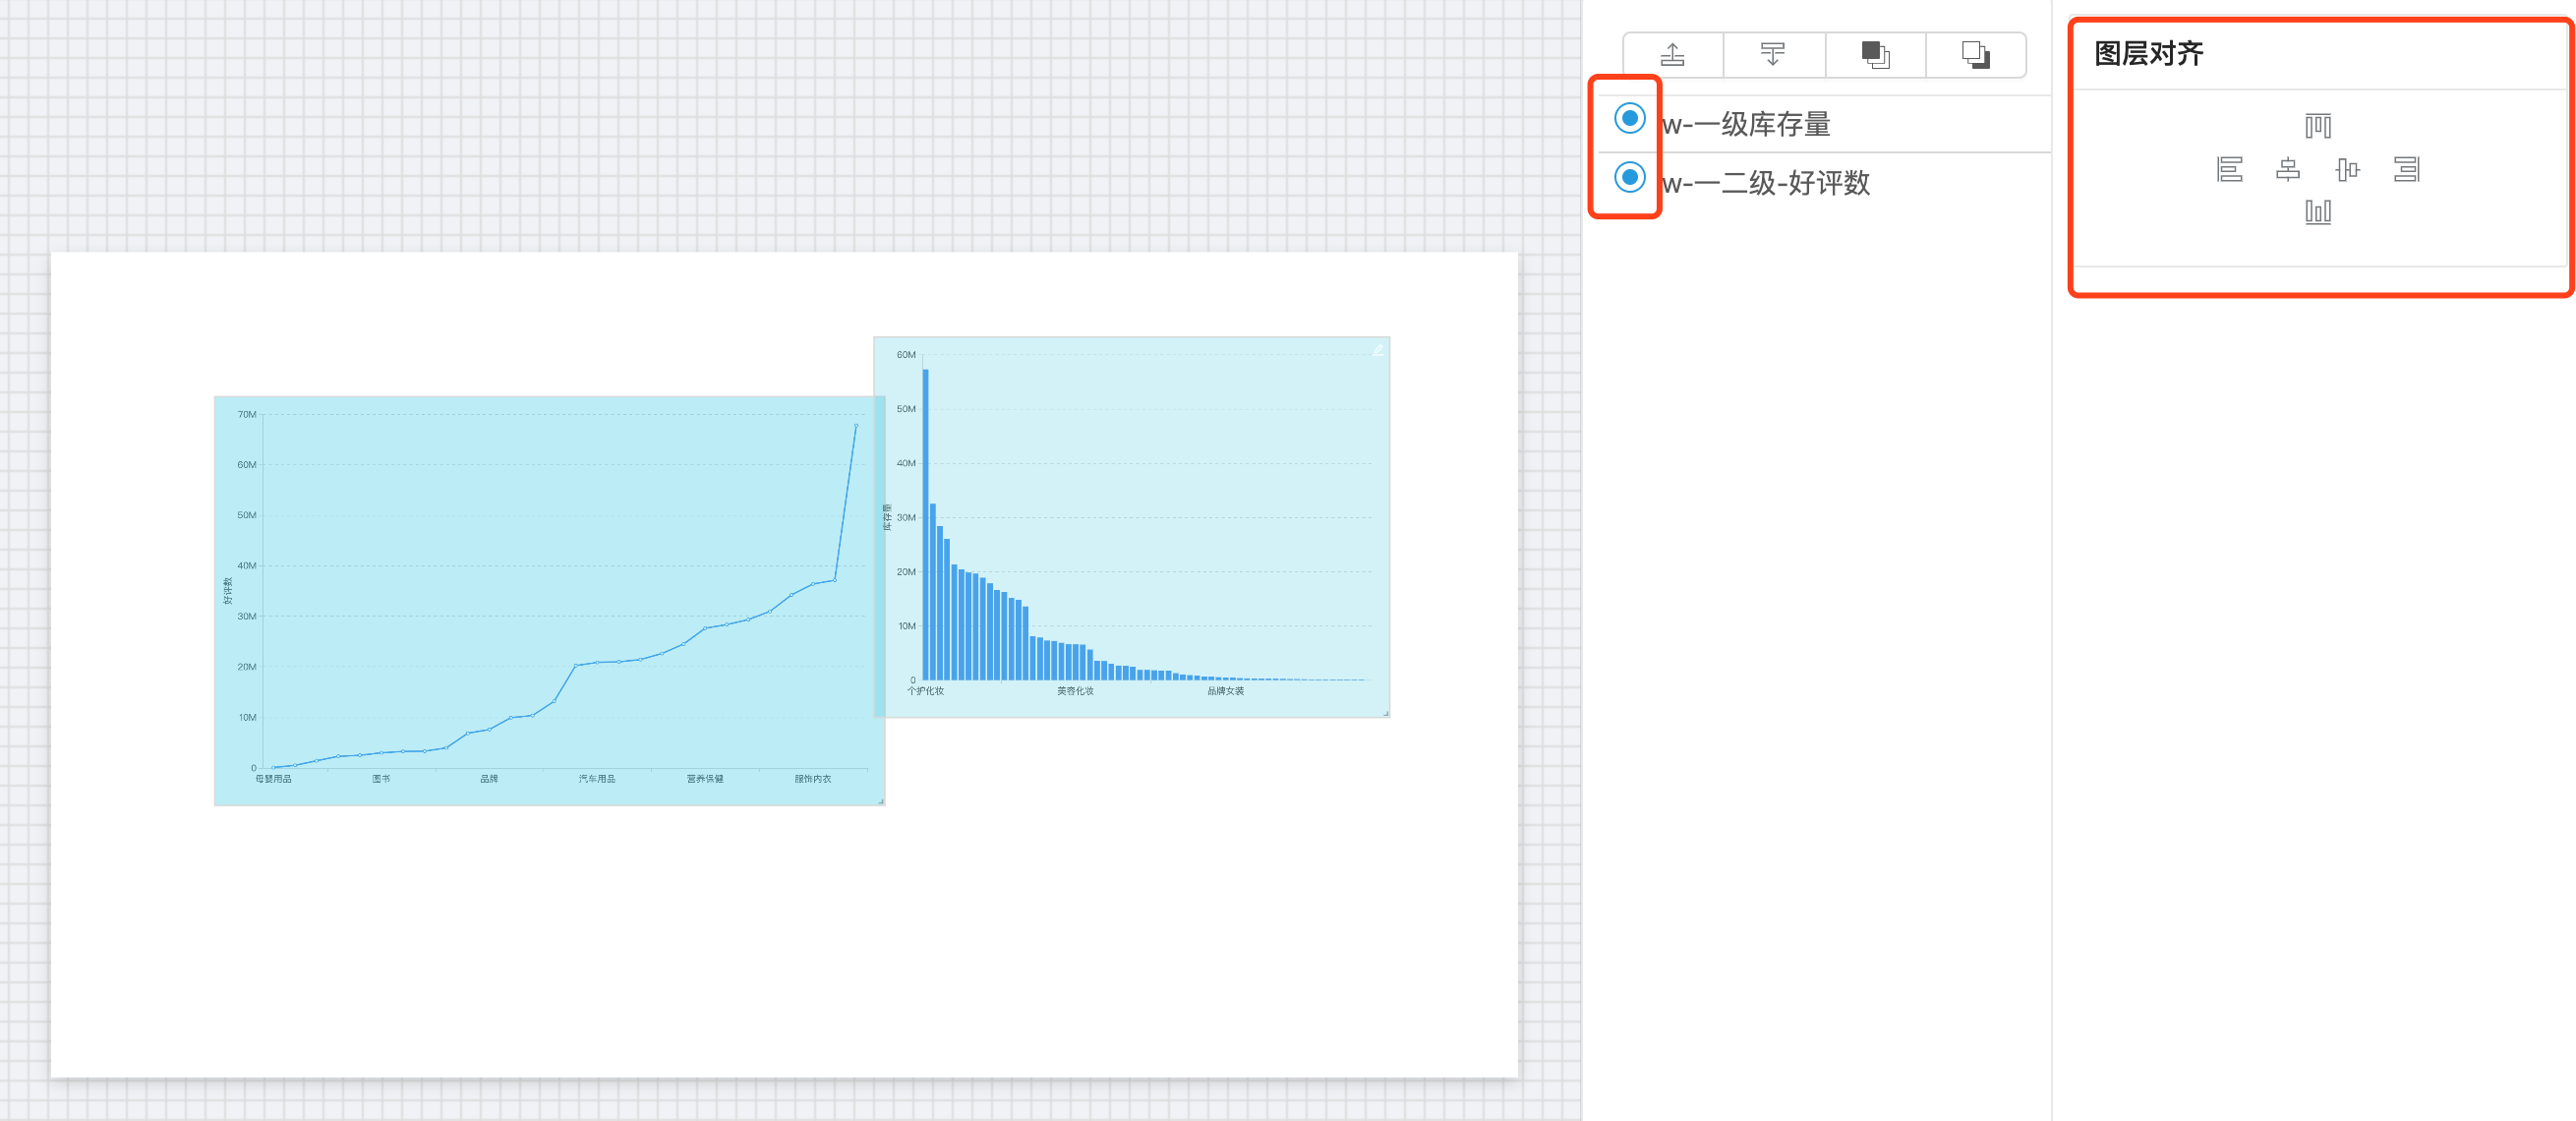 图层对齐
w-一级库存量
w-一二级-好评数
60M
50M
40M
30M
20M
10M
0
库存量
个护化妆
美容化妆
品牌女装
70M
60M
50M
40M
30M
20M
10M
0
好评数
母婴用品
图书
品牌
汽车用品
营养保健
服饰内衣